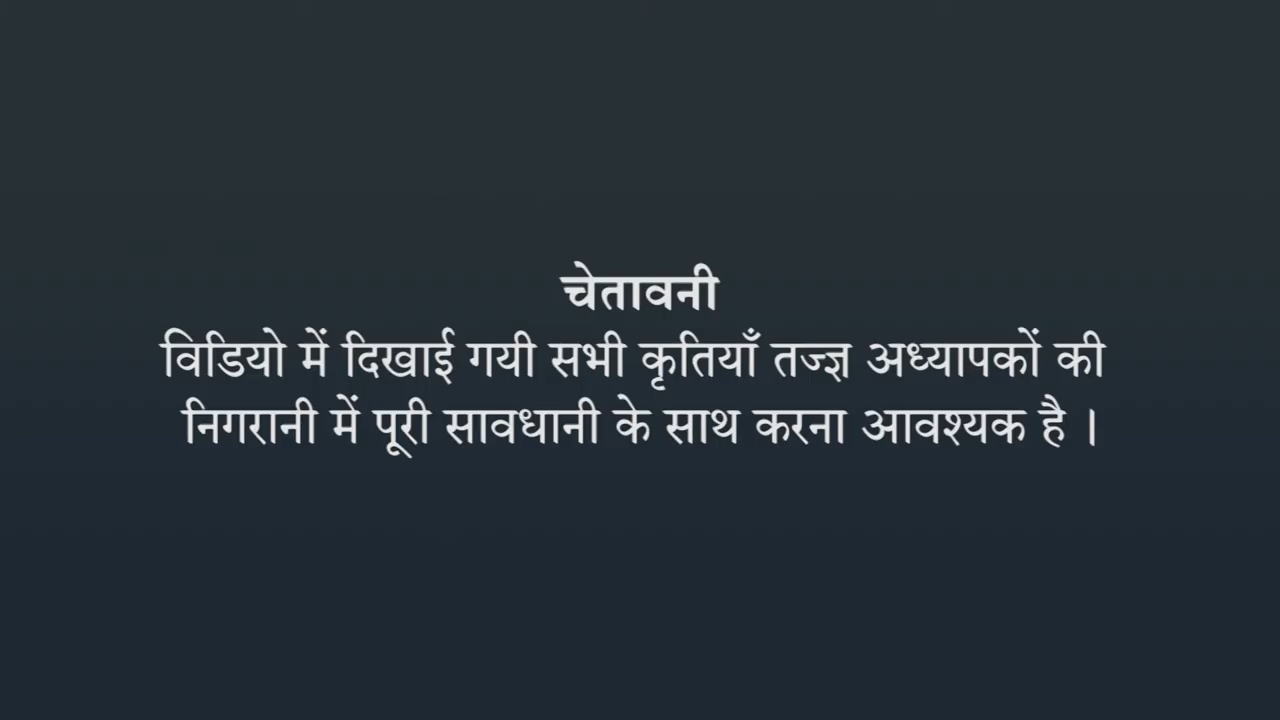 चेतावनी
विडियो में दिखाई गयी सभी कृतियाँ तज्ज्ञ अध्यापकों की
निगरानी में पूरी सावधानी के साथ करना आवश्यक है ।